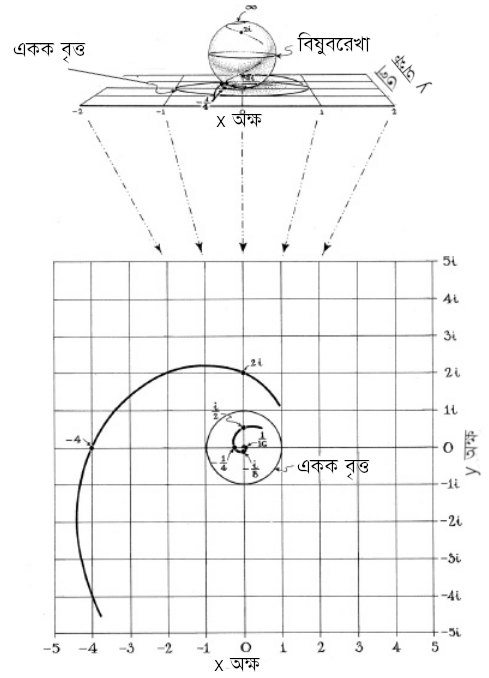 ∞
2i
একক বৃত্ত
বিষুবরেখা
-2
-1
x অক্ষ
1
2
y অক্ষ
5i
4i
3i
2i
1i
0
-1i
-2i
-3i
-4i
-5i
y অক্ষ
2i
-4
i/2
1/16
-1/4
-i/8
একক বৃত্ত
-5 -4 -3 -2 -1 0 1 2 3 4 5
x অক্ষ